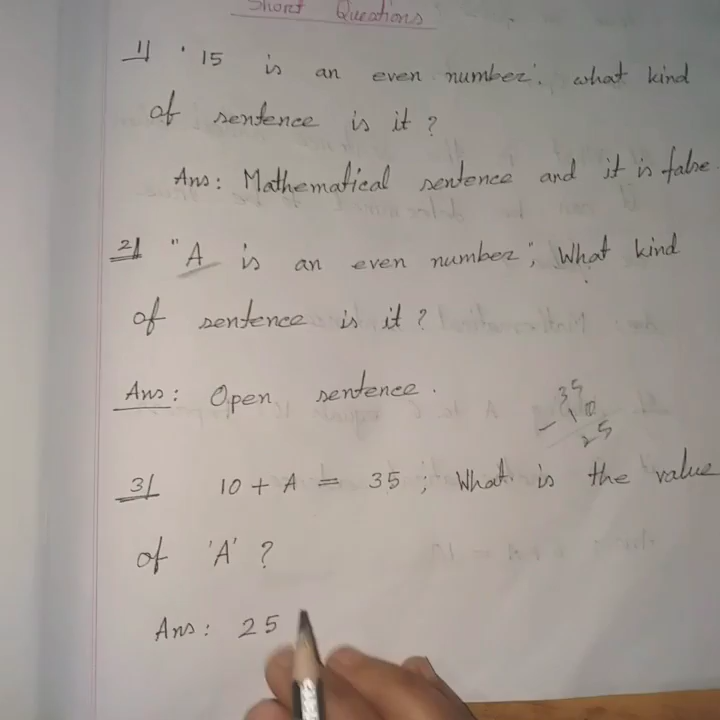 Short Questions
1) '15 is an even number'. what kind
of sentence is it?
Ans: Mathematical sentence and it is false.
2) "A is an even number"; What kind
of sentence is it?
Ans: Open sentence.
35
- 10
25
3) 10 + A = 35; What is the value
of 'A'?
Ans: 25